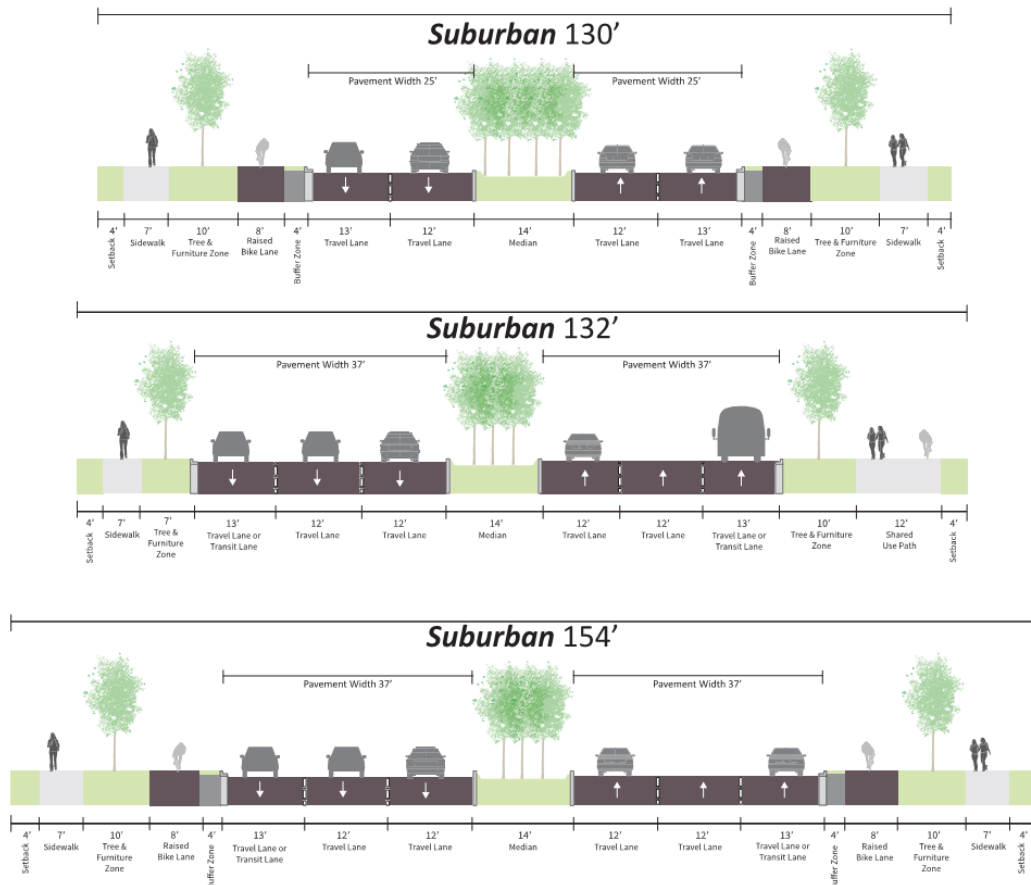 Suburban 130’
Pavement Width 25’ Pavement Width 25’
4’ 7’ 10’ 8’ 4’ 13’ 12’ 14’ 12’ 13’ 4’ 8’ 10’ 7’ 4’
Setback Sidewalk Tree & Raised Buffer Zone Travel Lane Travel Lane Median Travel Lane Travel Lane Buffer Zone Raised Tree & Furniture Sidewalk Setback
Furniture Zone Bike Lane Bike Lane Zone
Suburban 132’
Pavement Width 37’ Pavement Width 37’
4’ 7’ 7’ 13’ 12’ 12’ 14’ 12’ 12’ 13’ 10’ 12’ 4’
Setback Sidewalk Tree & Travel Lane or Travel Lane Travel Lane Median Travel Lane Travel Lane Travel Lane or Tree & Furniture Shared Setback
Furniture Transit Lane Transit Lane Zone Use Path
Zone
Suburban 154’
Pavement Width 37’ Pavement Width 37’
4’ 7’ 10’ 8’ 4’ 13’ 12’ 12’ 14’ 12’ 12’ 13’ 4’ 8’ 10’ 7’ 4’
Setback Sidewalk Tree & Raised Buffer Zone Travel Lane or Travel Lane Travel Lane Median Travel Lane Travel Lane Travel Lane or Buffer Zone Raised Tree & Sidewalk Setback
Furniture Bike Lane Transit Lane Transit Lane Bike Lane Furniture
Zone Zone